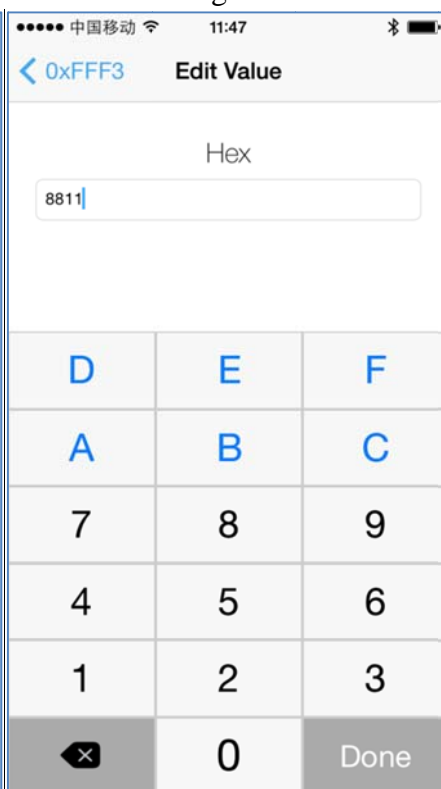 中国移动 11:47
0xFFF3 Edit Value
Hex
8811
D E F
A B C
7 8 9
4 5 6
1 2 3
0 Done